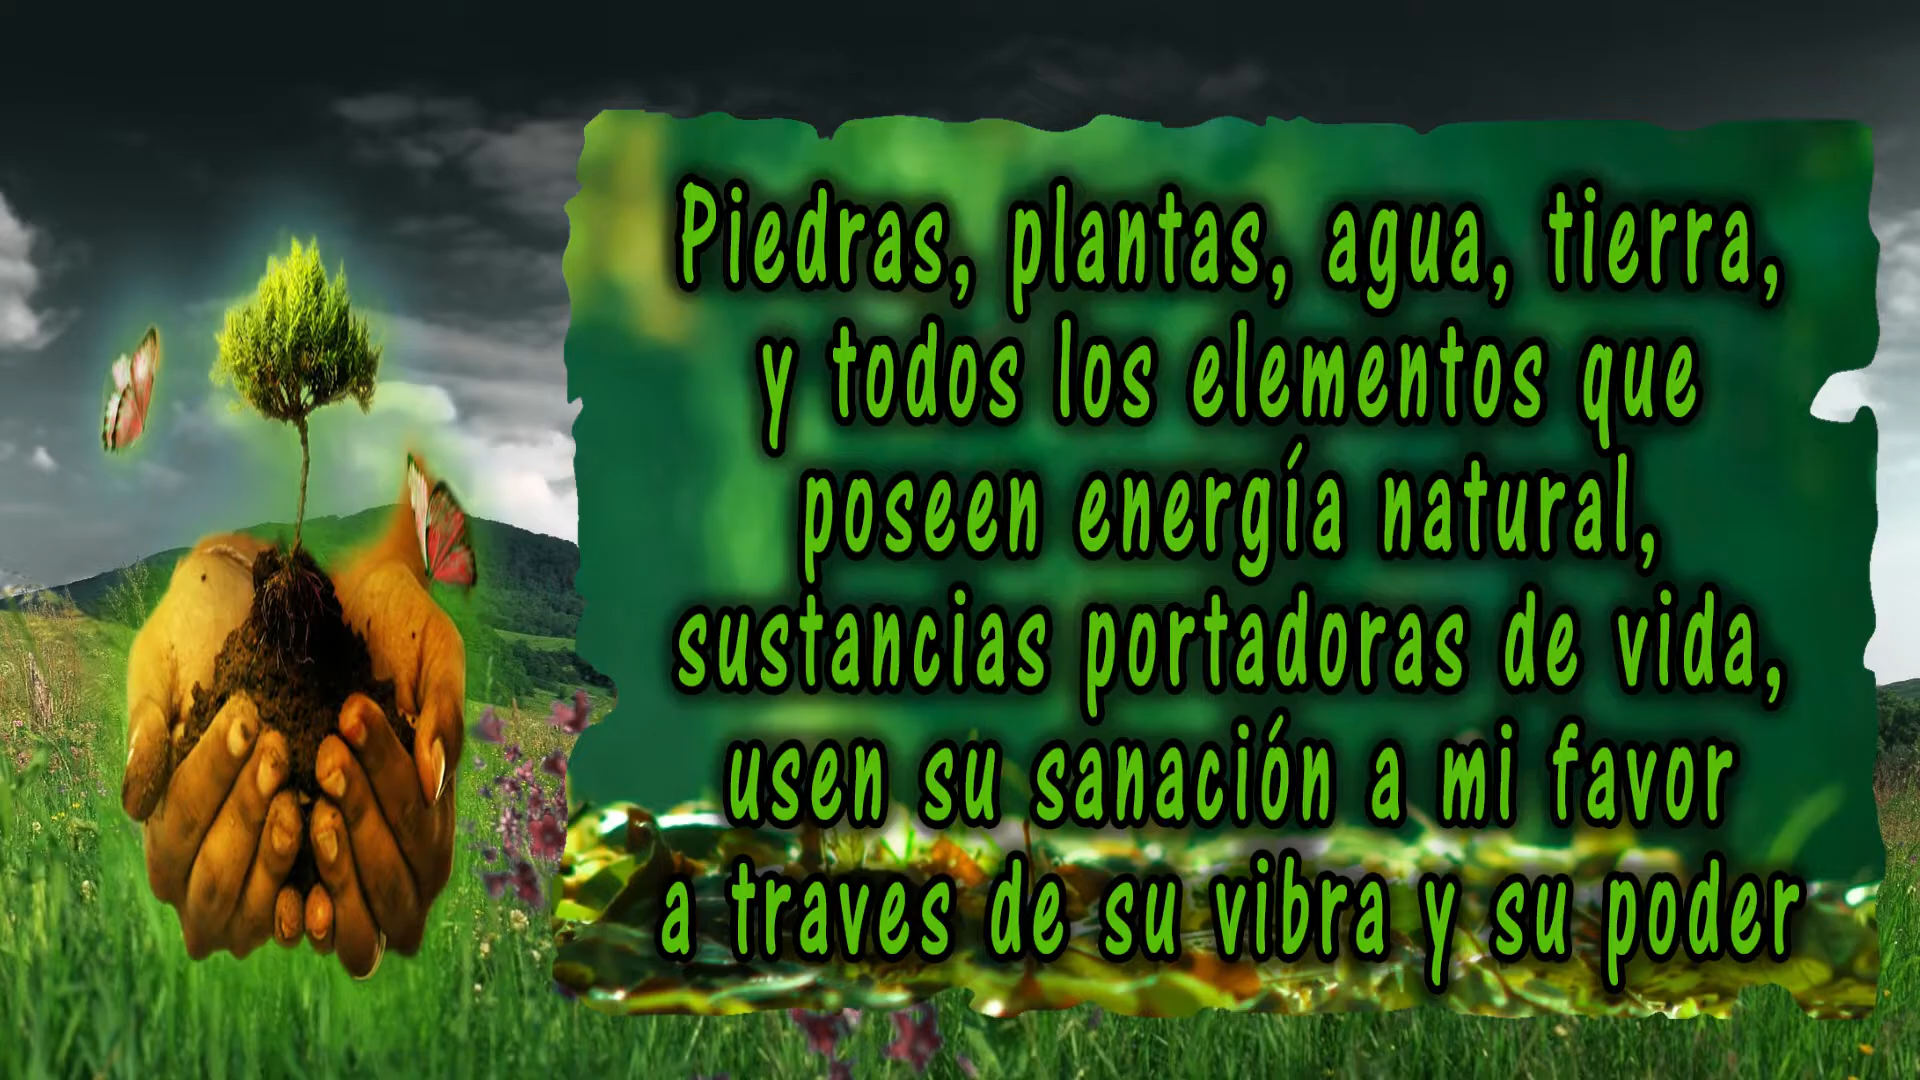 Piedras, plantas, agua, tierra,
y todos los elementos que
poseen energía natural,
sustancias portadoras de vida,
usen su sanación a mi favor
a traves de su vibra y su poder